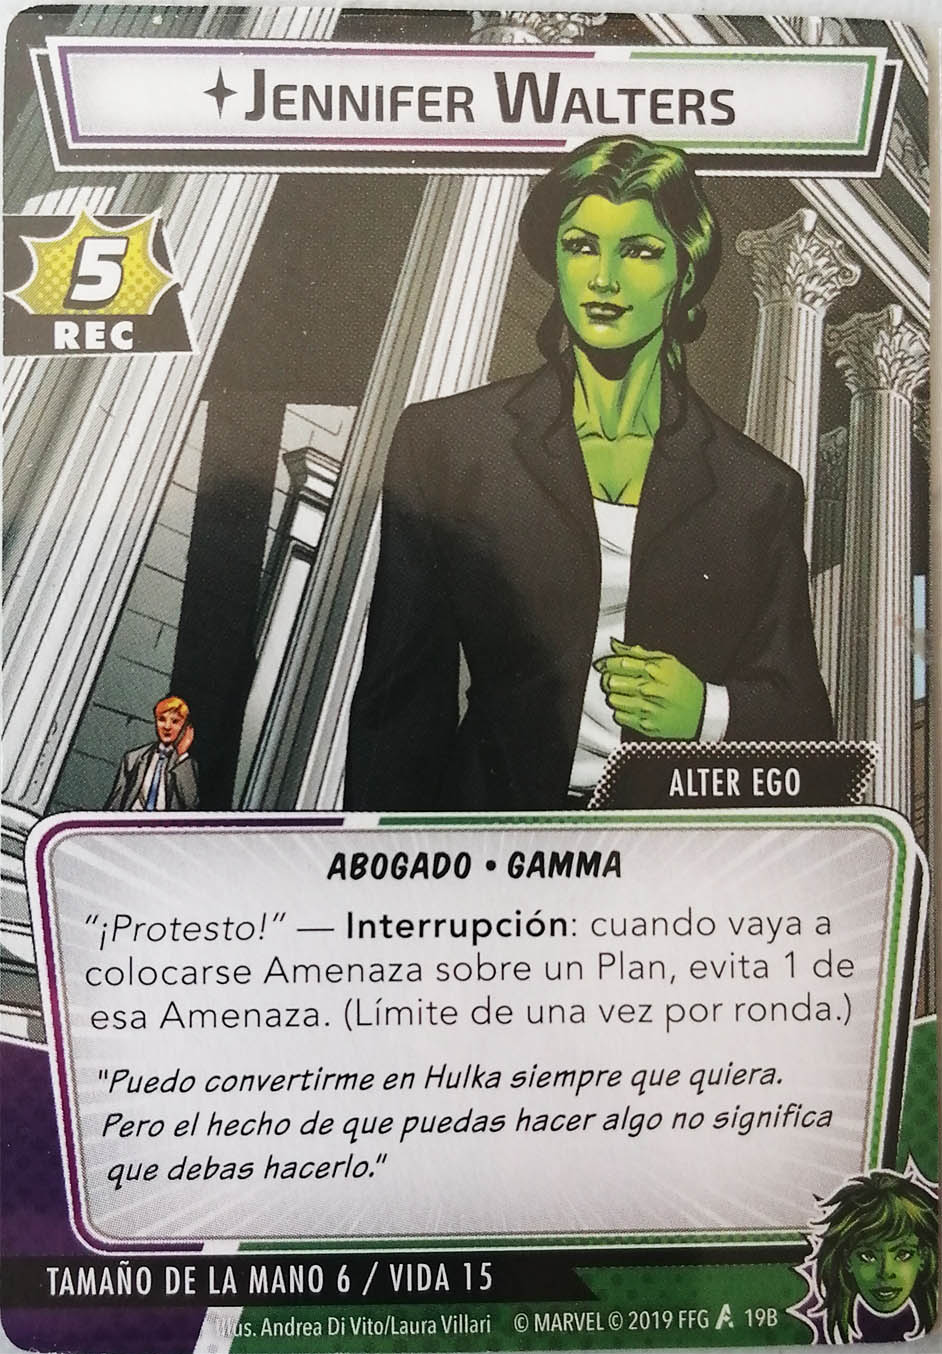 JENNIFER WALTERS
5
REC
ALTER EGO
ABOGADO • GAMMA
"¡Protesto!" — Interrupción: cuando vaya a
colocarse Amenaza sobre un Plan, evita 1 de
esa Amenaza. (Límite de una vez por ronda.)
"Puedo convertirme en Hulka siempre que quiera.
Pero el hecho de que puedas hacer algo no significa
que debas hacerlo."
TAMAÑO DE LA MANO 6 / VIDA 15
Ilus. Andrea Di Vito/Laura Villari © MARVEL © 2019 FFG 19B